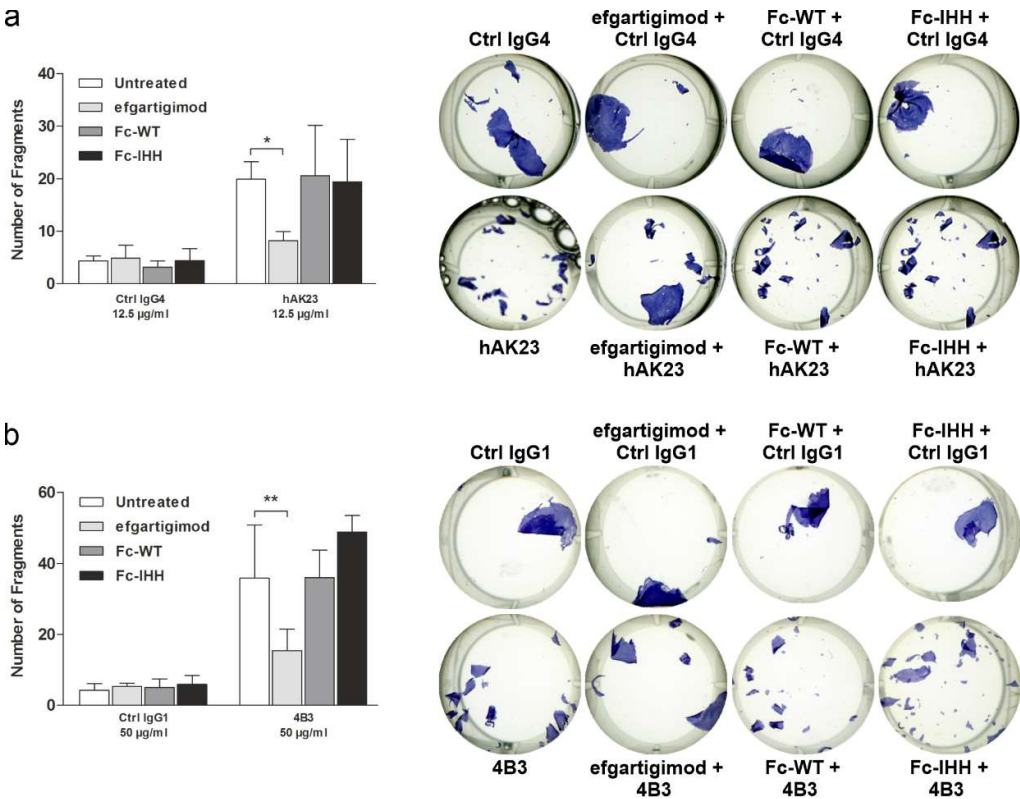 a
Number of Fragments
40
30
20
10
0
Untreated
efgartigimod
Fc-WT
Fc-IHH
*
Ctrl IgG4
12.5 µg/ml
hAK23
12.5 µg/ml
Ctrl IgG4
efgartigimod +
Ctrl IgG4
Fc-WT +
Ctrl IgG4
Fc-IHH +
Ctrl IgG4
hAK23
efgartigimod +
hAK23
Fc-WT +
hAK23
Fc-IHH +
hAK23
b
Number of Fragments
60
40
20
0
Untreated
efgartigimod
Fc-WT
Fc-IHH
**
Ctrl IgG1
50 µg/ml
4B3
50 µg/ml
Ctrl IgG1
efgartigimod +
Ctrl IgG1
Fc-WT +
Ctrl IgG1
Fc-IHH +
Ctrl IgG1
4B3
efgartigimod +
4B3
Fc-WT +
4B3
Fc-IHH +
4B3